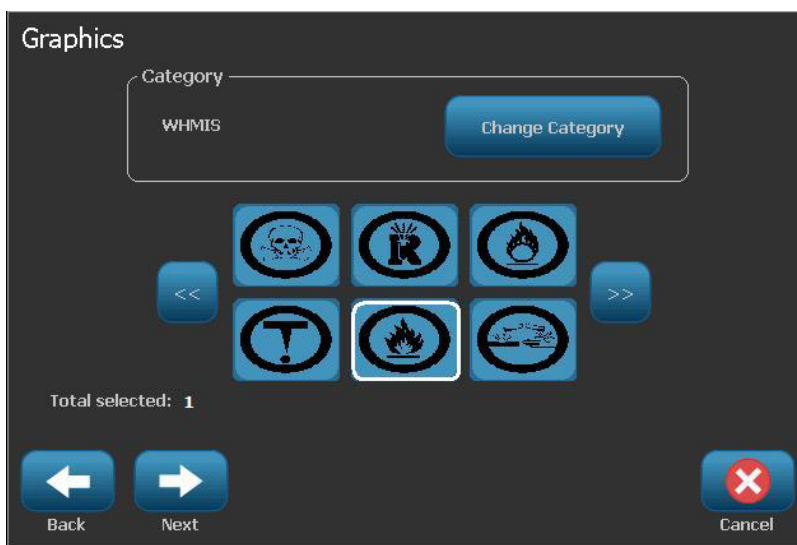 Graphics
Category
WHMIS
Change Category
R
<<
>>
T
Total selected: 1
Back
Next
Cancel